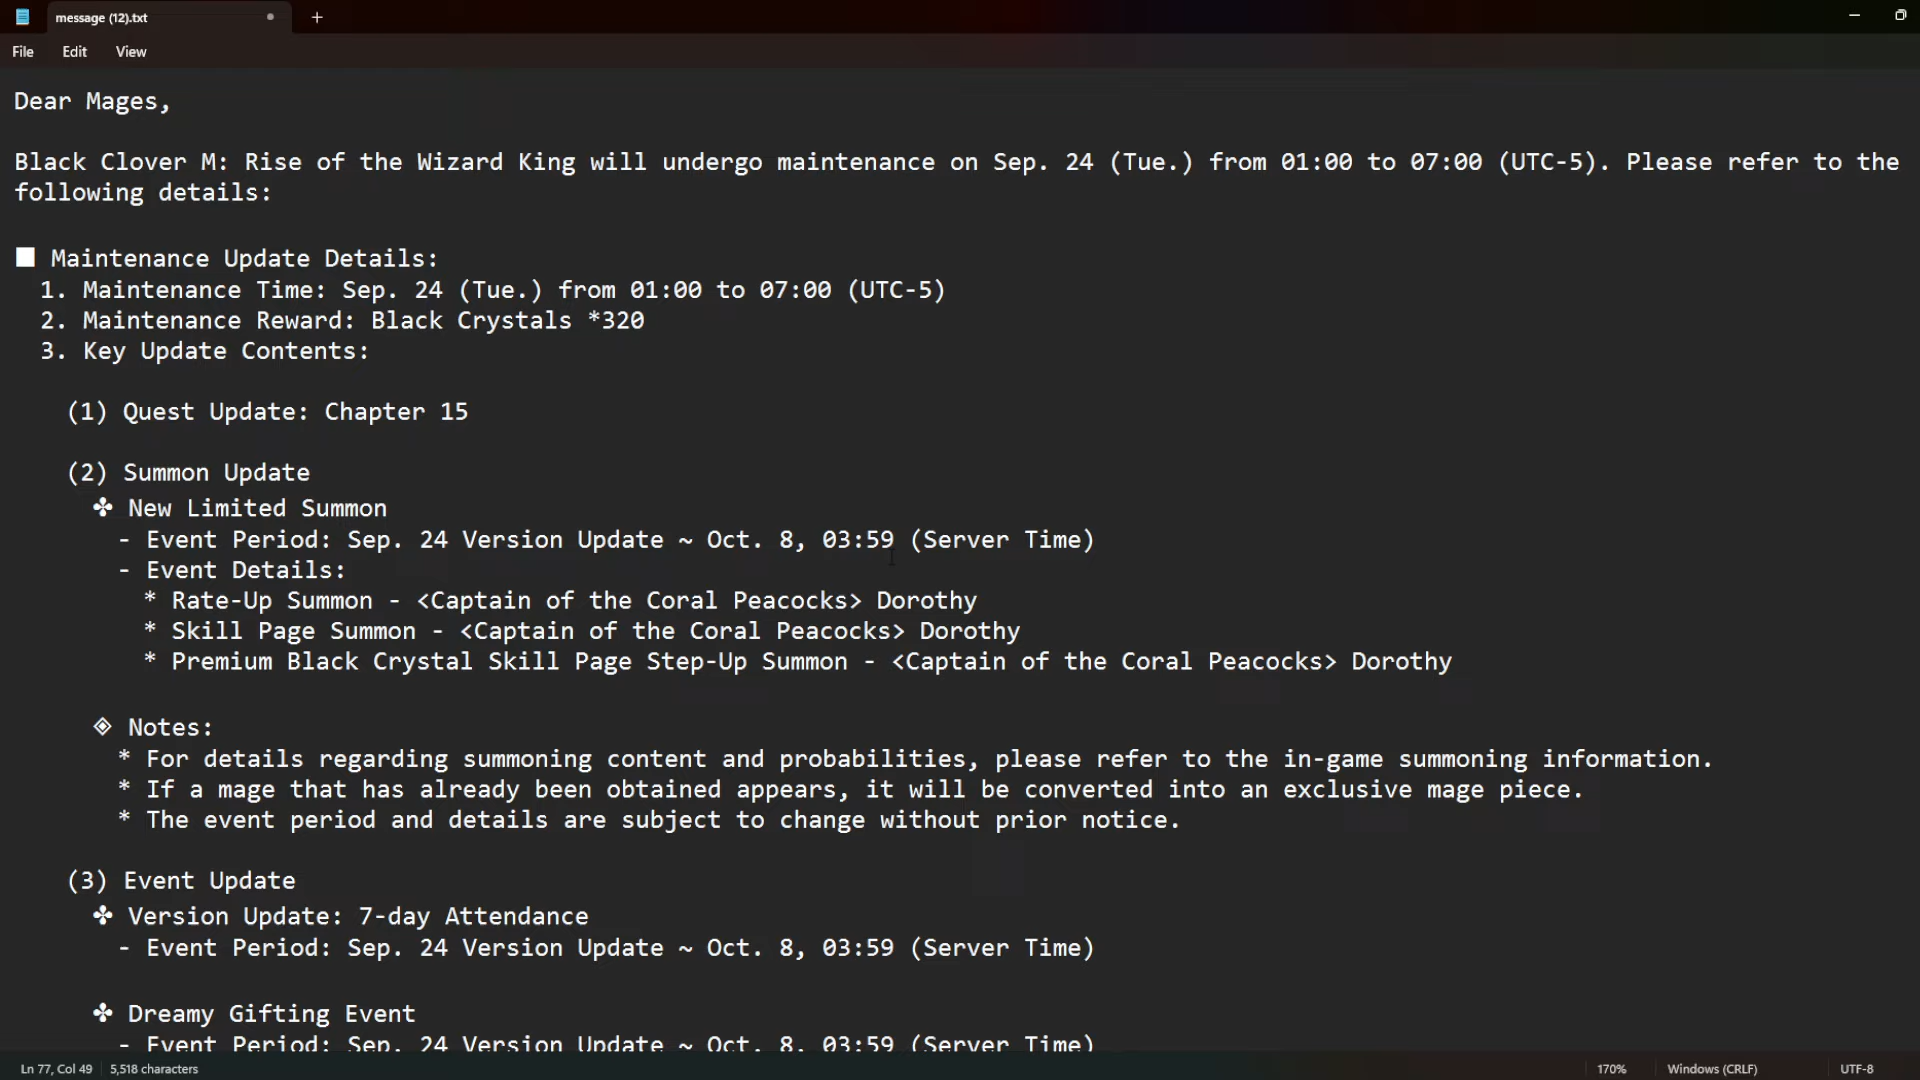 message (12).txt
File Edit View
Dear Mages,
Black Clover M: Rise of the Wizard King will undergo maintenance on Sep. 24 (Tue.) from 01:00 to 07:00 (UTC-5). Please refer to the
following details:
■ Maintenance Update Details:
1. Maintenance Time: Sep. 24 (Tue.) from 01:00 to 07:00 (UTC-5)
2. Maintenance Reward: Black Crystals *320
3. Key Update Contents:
(1) Quest Update: Chapter 15
(2) Summon Update
✤ New Limited Summon
- Event Period: Sep. 24 Version Update ~ Oct. 8, 03:59 (Server Time)
- Event Details:
* Rate-Up Summon - <Captain of the Coral Peacocks> Dorothy
* Skill Page Summon - <Captain of the Coral Peacocks> Dorothy
* Premium Black Crystal Skill Page Step-Up Summon - <Captain of the Coral Peacocks> Dorothy
◈ Notes:
* For details regarding summoning content and probabilities, please refer to the in-game summoning information.
* If a mage that has already been obtained appears, it will be converted into an exclusive mage piece.
* The event period and details are subject to change without prior notice.
(3) Event Update
✤ Version Update: 7-day Attendance
- Event Period: Sep. 24 Version Update ~ Oct. 8, 03:59 (Server Time)
✤ Dreamy Gifting Event
- Event Period: Sep. 24 Version Update ~ Oct. 8, 03:59 (Server Time)
Ln 77, Col 49 5,518 characters 170% Windows (CRLF) UTF-8